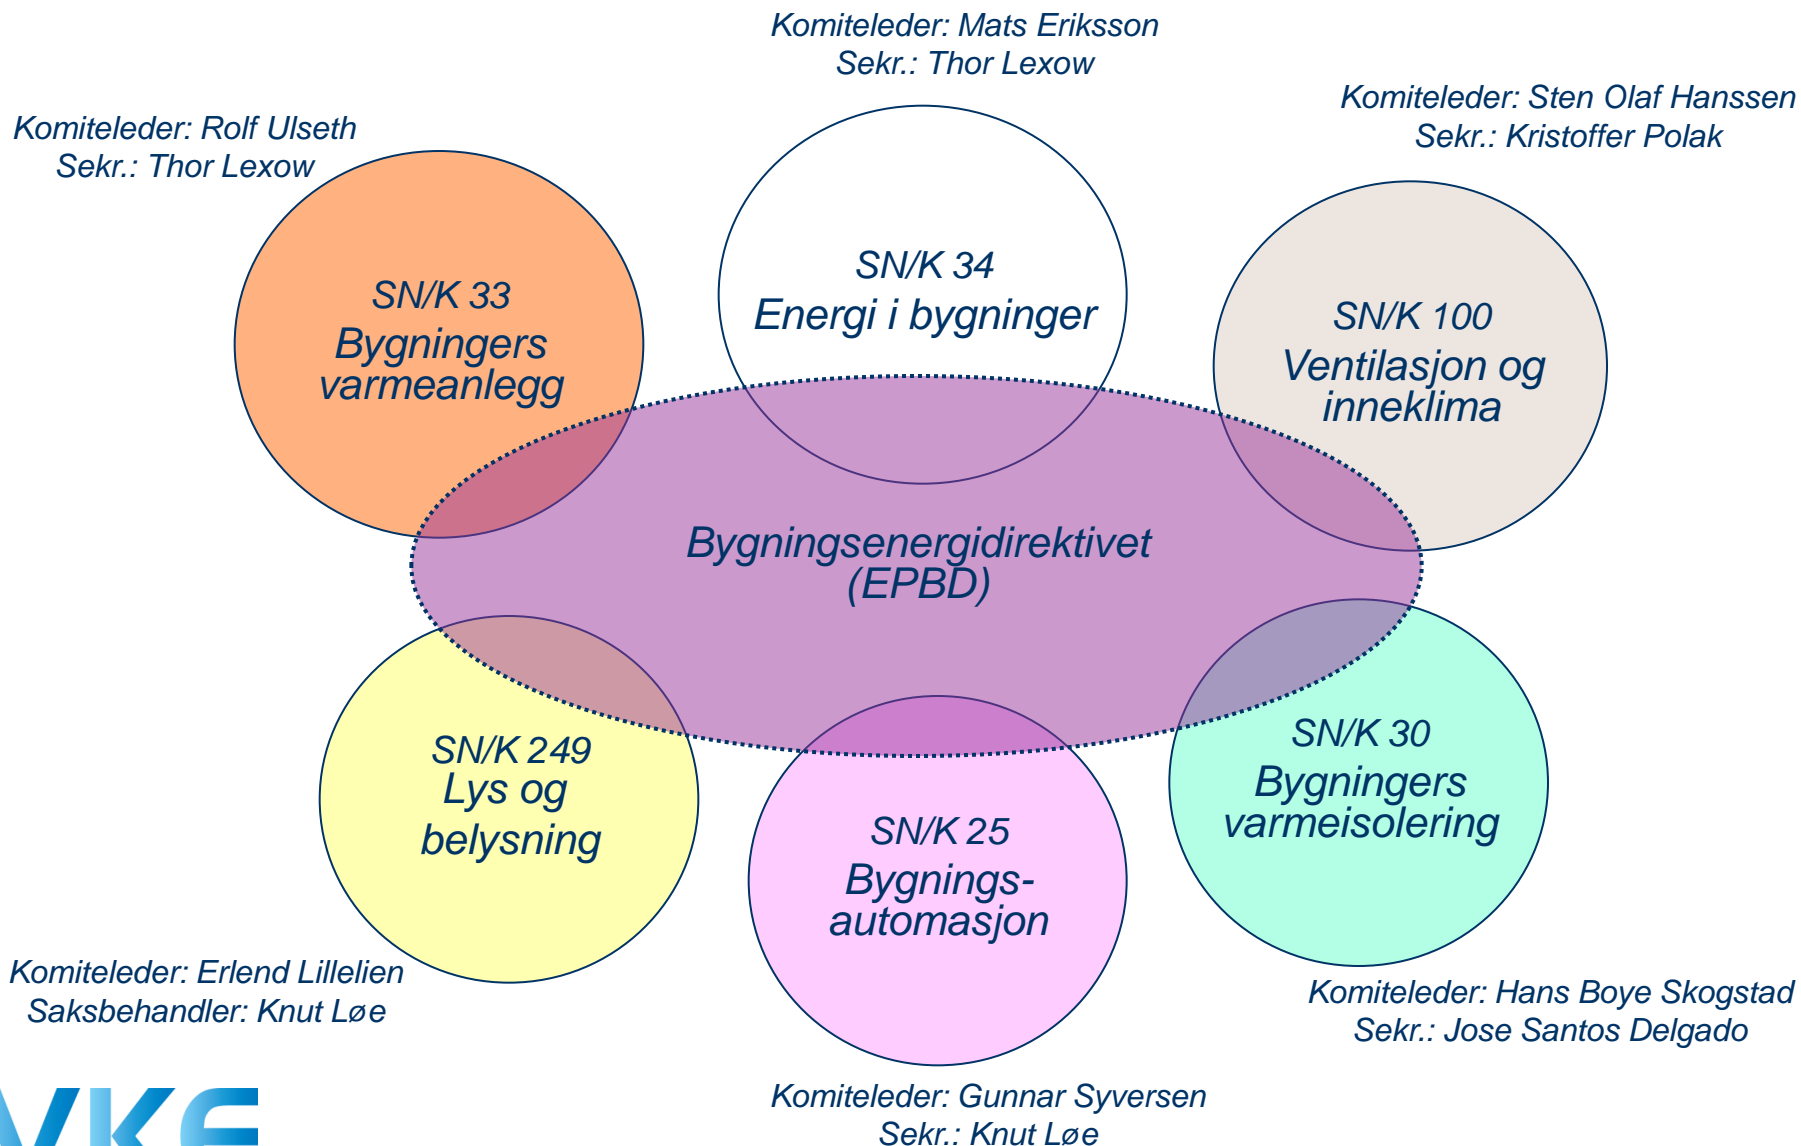 Komiteleder: Mats Eriksson
Sekr.: Thor Lexow
Komiteleder: Rolf Ulseth
Sekr.: Thor Lexow
Komiteleder: Sten Olaf Hanssen
Sekr.: Kristoffer Polak
SN/K 33
Bygningers
varmeanlegg
SN/K 34
Energi i bygninger
SN/K 100
Ventilasjon og
inneklima
Bygningsenergidirektivet
(EPBD)
SN/K 249
Lys og
belysning
SN/K 25
Bygnings-
automasjon
SN/K 30
Bygningers
varmeisolering
Komiteleder: Erlend Lillelien
Saksbehandler: Knut Løe
Komiteleder: Gunnar Syversen
Sekr.: Knut Løe
Komiteleder: Hans Boye Skogstad
Sekr.: Jose Santos Delgado
VKE